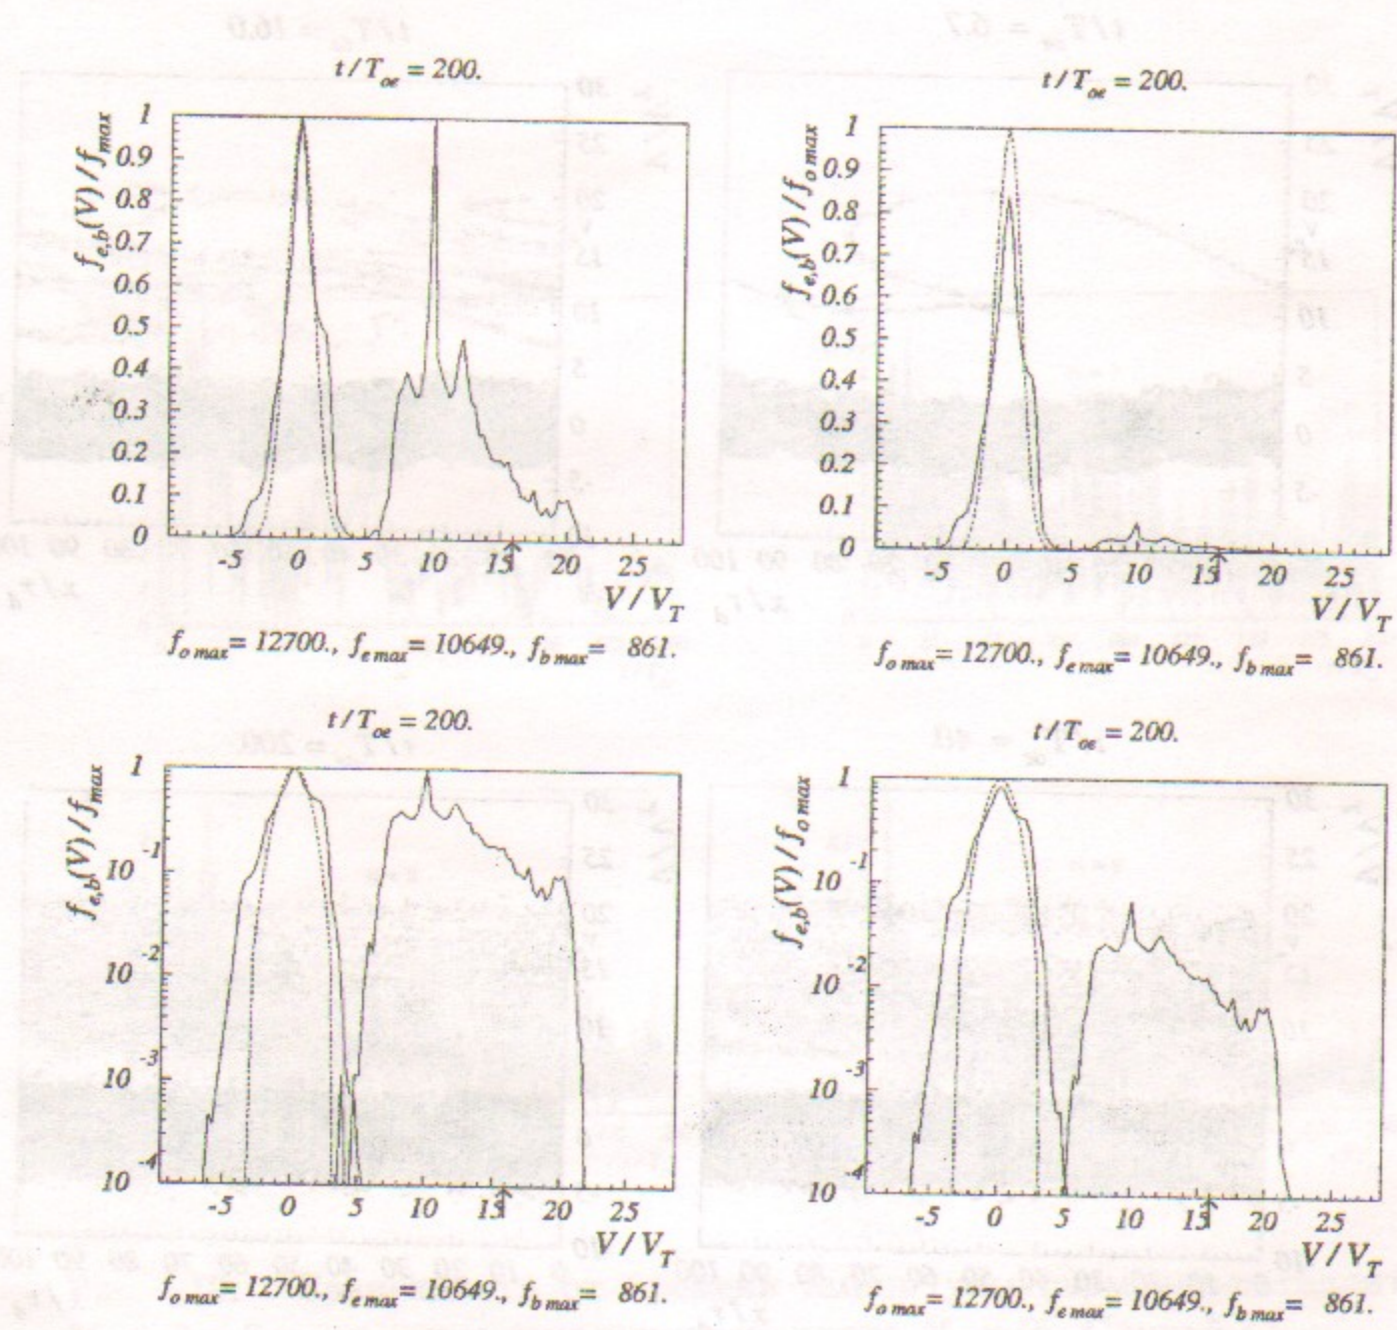 t/T_oe = 200.
f_e,b(V)/f_max
1
0.9
0.8
0.7
0.6
0.5
0.4
0.3
0.2
0.1
0
-5 0 5 10 15 20 25
V/V_T
f_o max= 12700., f_e max= 10649., f_b max= 861.
t/T_oe = 200.
f_e,b(V)/f_o max
1
0.9
0.8
0.7
0.6
0.5
0.4
0.3
0.2
0.1
0
-5 0 5 10 15 20 25
V/V_T
f_o max= 12700., f_e max= 10649., f_b max= 861.
t/T_oe = 200.
f_e,b(V)/f_max
1
10^-1
10^-2
10^-3
10^-4
-5 0 5 10 15 20 25
V/V_T
f_o max= 12700., f_e max= 10649., f_b max= 861.
t/T_oe = 200.
f_e,b(V)/f_o max
1
10^-1
10^-2
10^-3
10^-4
-5 0 5 10 15 20 25
V/V_T
f_o max= 12700., f_e max= 10649., f_b max= 861.